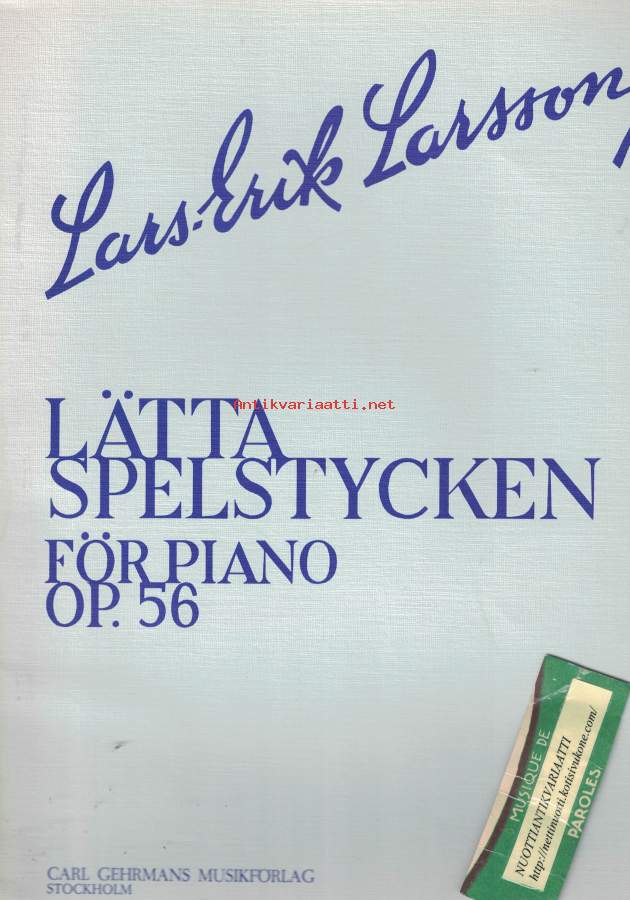 Lars-Erik Larsson
Antikvariaatti.net
LÄTTA
SPELSTYCKEN
FÖR PIANO
OP. 56
MUSIQUE DE
NUOTTIANTIKVARIAATTI
http://nettinuotti.kotisivukone.com/
PAROLES
CARL GEHRMANS MUSIKFÖRLAG
STOCKHOLM